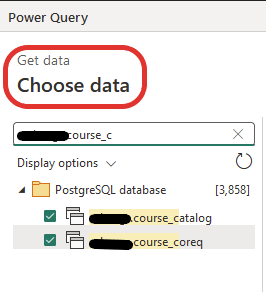 Power Query
Get data
Choose data
course_c
Display options
PostgreSQL database [3,858]
.course_catalog
.course_coreq